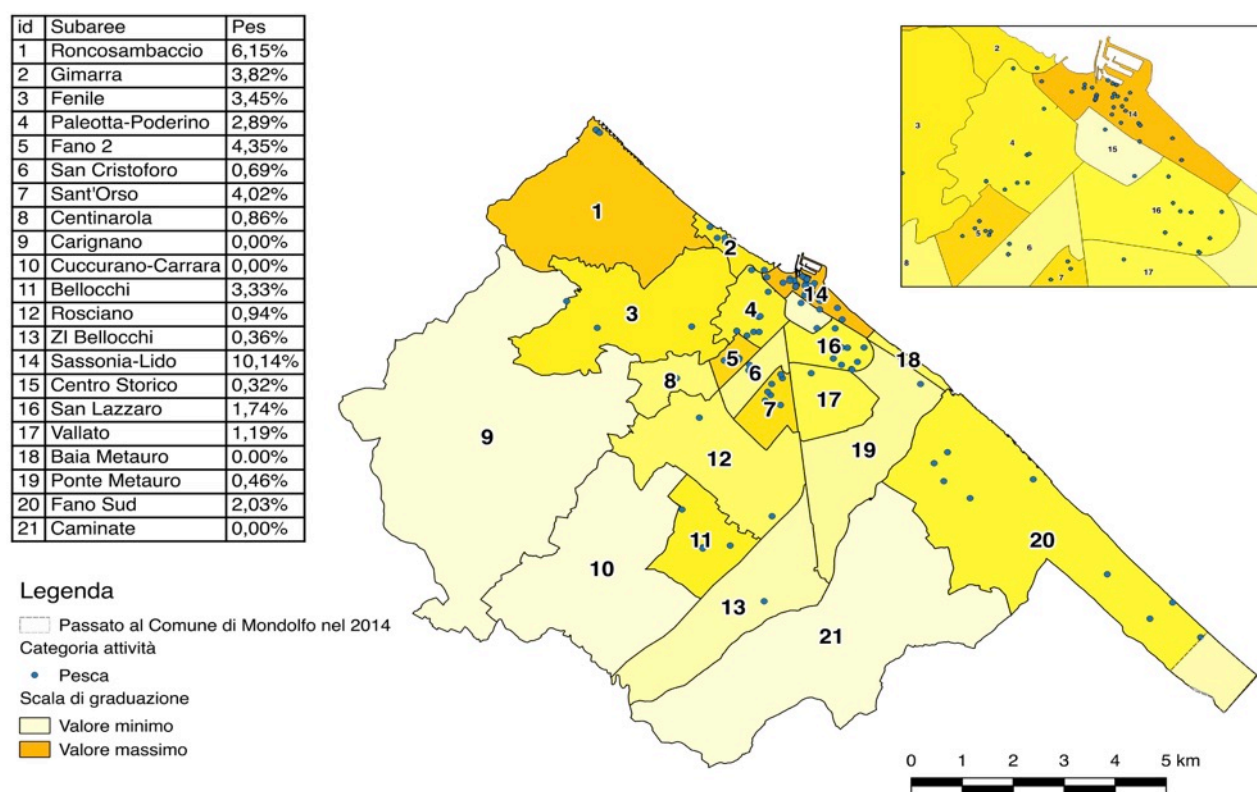 id Subaree Pes
1 Roncosambaccio 6,15%
2 Gimarra 3,82%
3 Fenile 3,45%
4 Paleotta-Poderino 2,89%
5 Fano 2 4,35%
6 San Cristoforo 0,69%
7 Sant'Orso 4,02%
8 Centinarola 0,86%
9 Carignano 0,00%
10 Cuccurano-Carrara 0,00%
11 Bellocchi 3,33%
12 Rosciano 0,94%
13 ZI Bellocchi 0,36%
14 Sassonia-Lido 10,14%
15 Centro Storico 0,32%
16 San Lazzaro 1,74%
17 Vallato 1,19%
18 Baia Metauro 0.00%
19 Ponte Metauro 0,46%
20 Fano Sud 2,03%
21 Caminate 0,00%
Legenda
Passato al Comune di Mondolfo nel 2014
Categoria attività
Pesca
Scala di graduazione
Valore minimo
Valore massimo
1
2
3
4
14
16
18
5
6
8
7
17
9
12
19
11
20
10
13
21
2
3
14
4
15
16
5
6
8
7
17
0 1 2 3 4 5 km